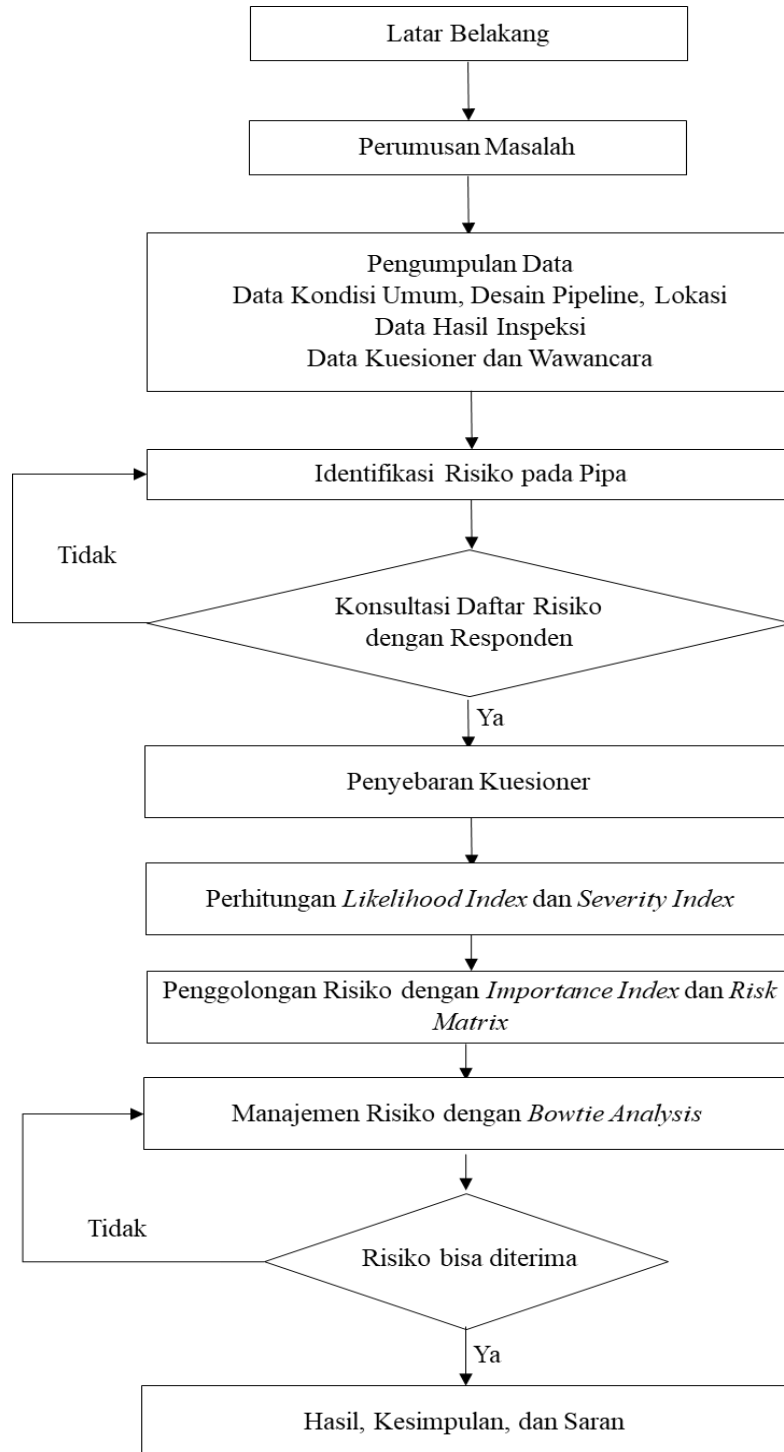 Latar Belakang
Perumusan Masalah
Pengumpulan Data
Data Kondisi Umum, Desain Pipeline, Lokasi
Data Hasil Inspeksi
Data Kuesioner dan Wawancara
Identifikasi Risiko pada Pipa
Tidak
Konsultasi Daftar Risiko
dengan Responden
Ya
Penyebaran Kuesioner
Perhitungan Likelihood Index dan Severity Index
Penggolongan Risiko dengan Importance Index dan Risk
Matrix
Manajemen Risiko dengan Bowtie Analysis
Tidak
Risiko bisa diterima
Ya
Hasil, Kesimpulan, dan Saran